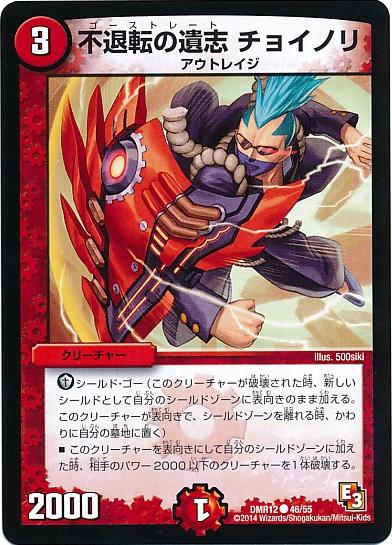 3
ゴーストレート
不退転の遺志 チョイノリ
アウトレイジ
クリーチャー
illus. 500siki
シールド・ゴー(このクリーチャーが破壊された時、新しい
シールドとして自分のシールドゾーンに表向きのまま加える。
このクリーチャーが表向きで、シールドゾーンを離れる時、かわ
りに自分の墓地に置く)
■ このクリーチャーを表向きにして自分のシールドゾーンに加え
た時、相手のパワー2000以下のクリーチャーを1体破壊する。
2000
1
DMR12 ● 46/55
©2014 Wizards/Shogakukan/Mitsui-Kids
E3